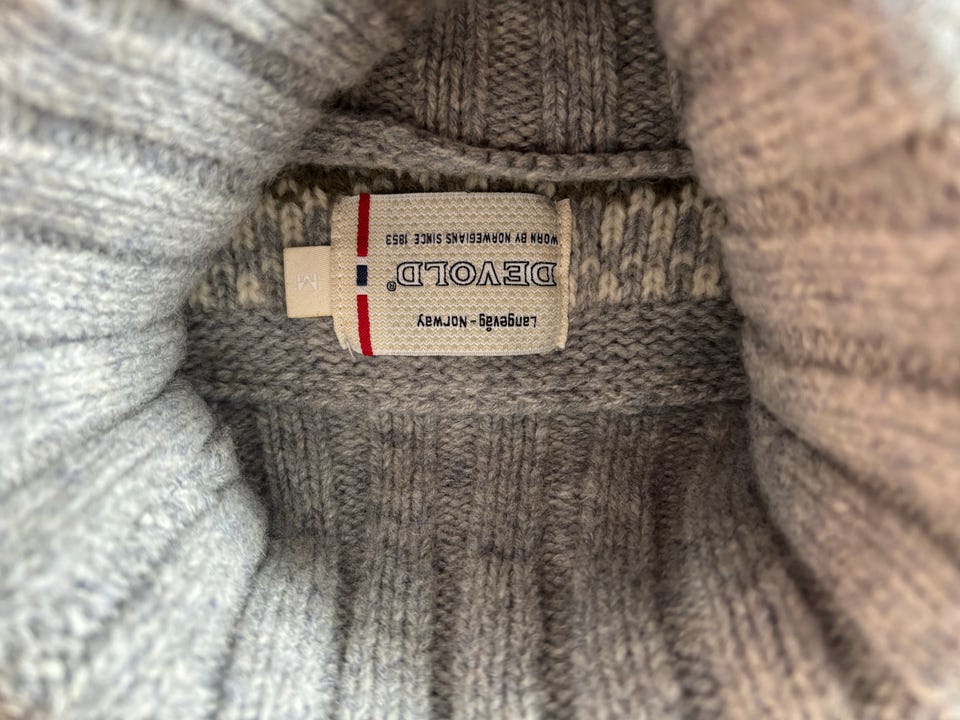 Langevåg - Norway
DEVOLD®
WORN BY NORWEGIANS SINCE 1853
M